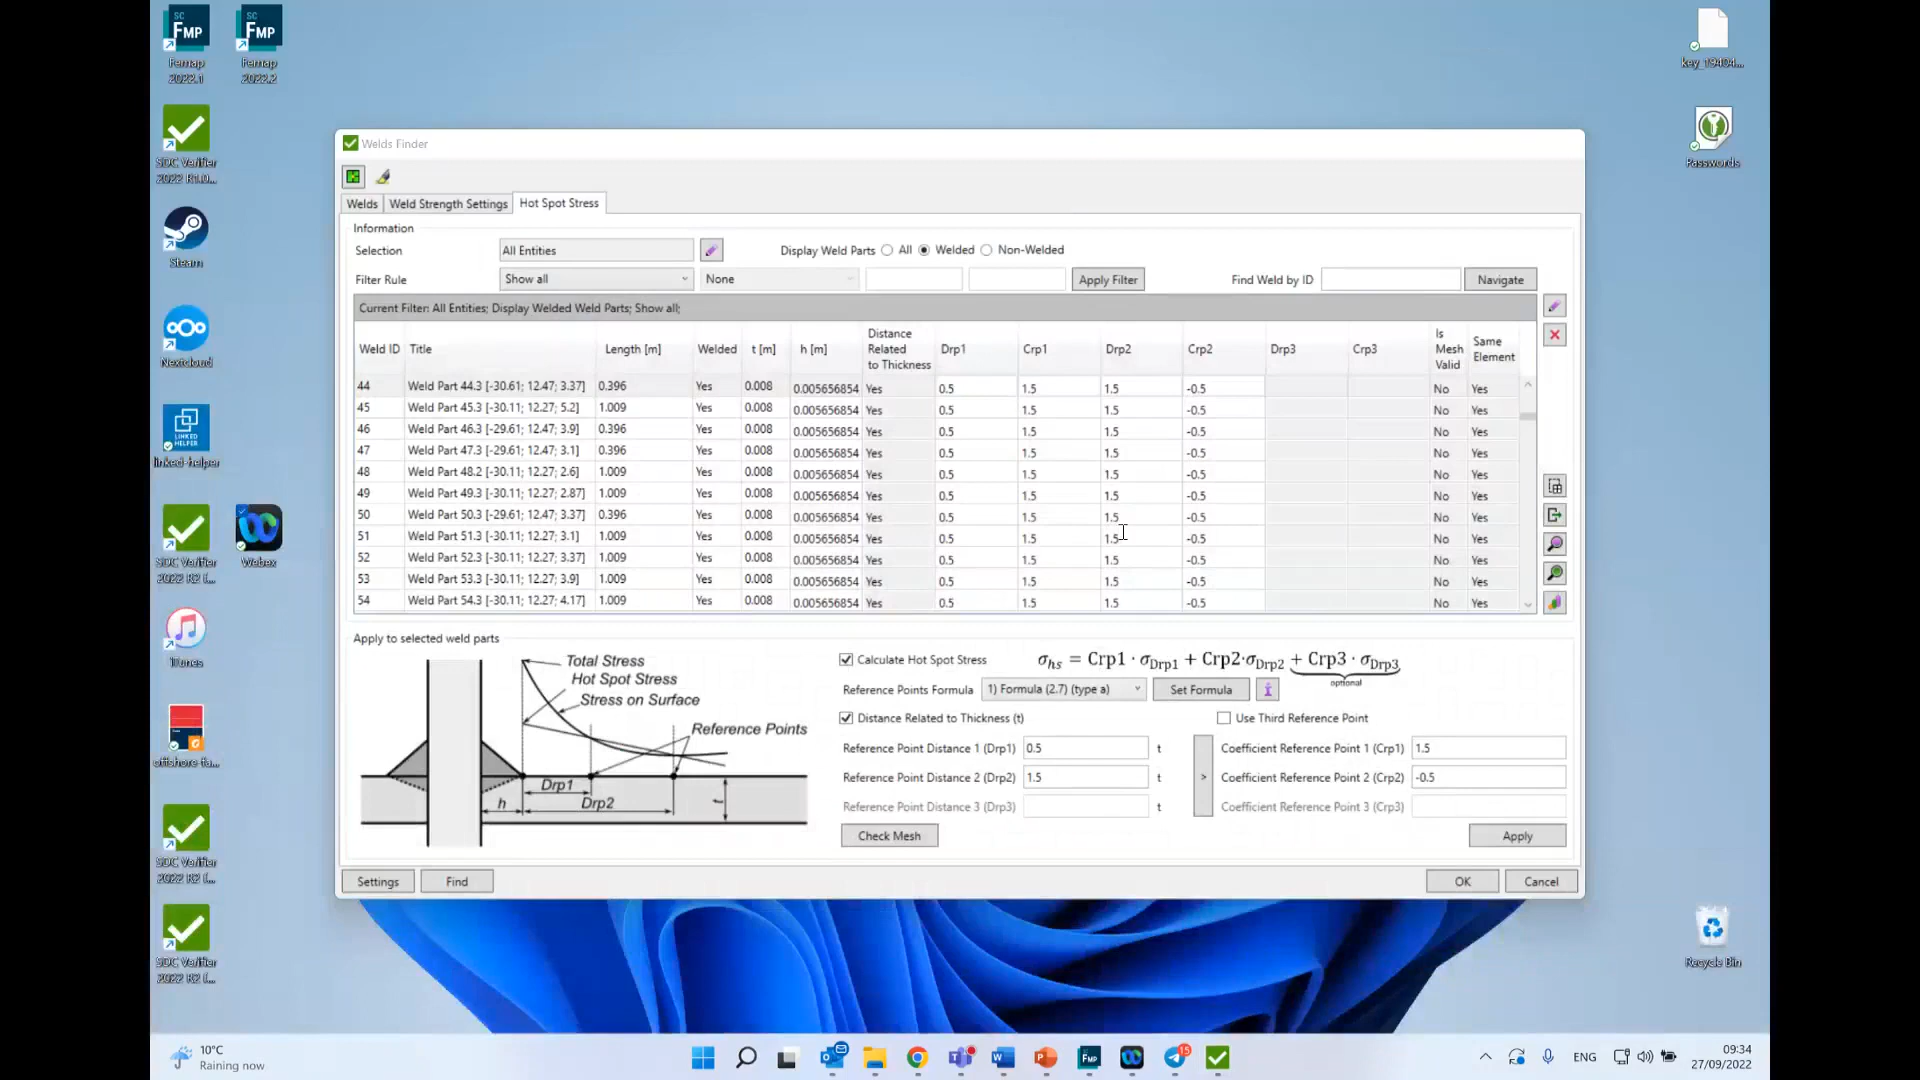 SC
FMP
Femap
2022.1
SC
FMP
Femap
2022.2
SDC Verifier
2022 R1.0...
Steam
Nextcloud
LINKED
HELPER
linked-helper
SDC Verifier
2022 R2 (...
Webex
iTunes
offshore-fa...
SDC Verifier
2022 R2 (...
SDC Verifier
2022 R2 (...
key_19404...
Passwords
Recycle Bin
Welds Finder
Welds
Weld Strength Settings
Hot Spot Stress
Information
Selection
All Entities
Display Weld Parts All Welded Non-Welded
Filter Rule
Show all
None
Apply Filter
Find Weld by ID
Navigate
Current Filter: All Entities; Display Welded Weld Parts; Show all;
Weld ID Title Length [m] Welded t [m] h [m] Distance Related to Thickness Drp1 Crp1 Drp2 Crp2 Drp3 Crp3 Is Mesh Valid Same Element
44 Weld Part 44.3 [-30.61; 12.47; 3.37] 0.396 Yes 0.008 0.005656854 Yes 0.5 1.5 1.5 -0.5 No Yes
45 Weld Part 45.3 [-30.11; 12.27; 5.2] 1.009 Yes 0.008 0.005656854 Yes 0.5 1.5 1.5 -0.5 No Yes
46 Weld Part 46.3 [-29.61; 12.47; 3.9] 0.396 Yes 0.008 0.005656854 Yes 0.5 1.5 1.5 -0.5 No Yes
47 Weld Part 47.3 [-29.61; 12.47; 3.1] 0.396 Yes 0.008 0.005656854 Yes 0.5 1.5 1.5 -0.5 No Yes
48 Weld Part 48.2 [-30.11; 12.27; 2.6] 1.009 Yes 0.008 0.005656854 Yes 0.5 1.5 1.5 -0.5 No Yes
49 Weld Part 49.3 [-30.11; 12.27; 2.87] 1.009 Yes 0.008 0.005656854 Yes 0.5 1.5 1.5 -0.5 No Yes
50 Weld Part 50.3 [-29.61; 12.47; 3.37] 0.396 Yes 0.008 0.005656854 Yes 0.5 1.5 1.5 -0.5 No Yes
51 Weld Part 51.3 [-30.11; 12.27; 3.1] 1.009 Yes 0.008 0.005656854 Yes 0.5 1.5 1.5 -0.5 No Yes
52 Weld Part 52.3 [-30.11; 12.27; 3.37] 1.009 Yes 0.008 0.005656854 Yes 0.5 1.5 1.5 -0.5 No Yes
53 Weld Part 53.3 [-30.11; 12.27; 3.9] 1.009 Yes 0.008 0.005656854 Yes 0.5 1.5 1.5 -0.5 No Yes
54 Weld Part 54.3 [-30.11; 12.27; 4.17] 1.009 Yes 0.008 0.005656854 Yes 0.5 1.5 1.5 -0.5 No Yes
Apply to selected weld parts
Total Stress
Hot Spot Stress
Stress on Surface
Reference Points
Drp1
h
Drp2
t
Calculate Hot Spot Stress
σhs = Crp1 · σDrp1 + Crp2·σDrp2 + Crp3 · σDrp3
optional
Reference Points Formula
1) Formula (2.7) (type a)
Set Formula
Distance Related to Thickness (t)
Use Third Reference Point
Reference Point Distance 1 (Drp1) 0.5 t
Coefficient Reference Point 1 (Crp1) 1.5
Reference Point Distance 2 (Drp2) 1.5 t
>
Coefficient Reference Point 2 (Crp2) -0.5
Reference Point Distance 3 (Drp3) t
Coefficient Reference Point 3 (Crp3)
Check Mesh
Apply
Settings
Find
OK
Cancel
10°C
Raining now
FMP
15
ENG
09:34
27/09/2022